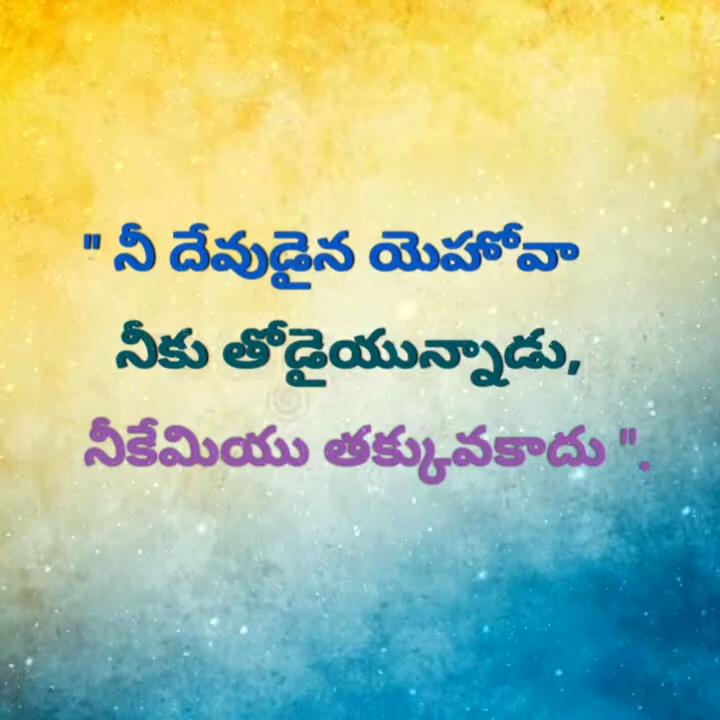 " నీ దేవుడైన యెహోవా
నీకు తోడైయున్నాడు,
నీకేమియు తక్కువకాదు ".